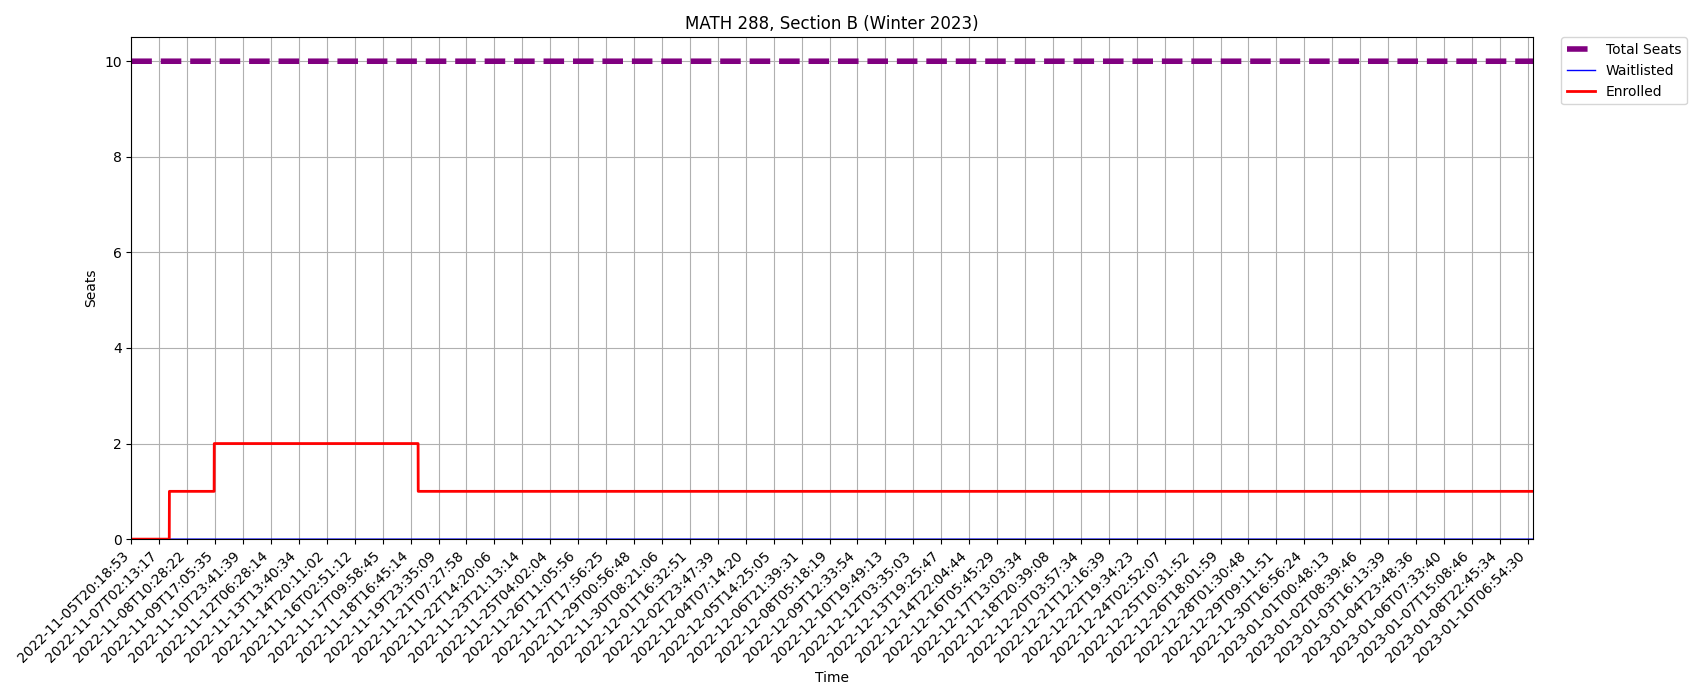 MATH 288, Section B (Winter 2023)
Total Seats
Waitlisted
Enrolled
Seats
10
8
6
4
2
0
2022-11-05T20:18:53
2022-11-07T02:13:17
2022-11-08T10:28:22
2022-11-09T17:05:35
2022-11-10T23:41:39
2022-11-12T06:28:14
2022-11-13T13:40:34
2022-11-14T20:11:02
2022-11-16T02:51:12
2022-11-17T09:58:45
2022-11-18T16:45:14
2022-11-19T23:35:09
2022-11-21T07:27:58
2022-11-22T14:20:06
2022-11-23T21:13:14
2022-11-25T04:02:04
2022-11-26T11:05:56
2022-11-27T17:56:25
2022-11-29T00:56:48
2022-11-30T08:21:06
2022-12-01T16:32:51
2022-12-02T23:47:39
2022-12-04T07:14:20
2022-12-05T14:25:05
2022-12-06T21:39:31
2022-12-08T05:18:19
2022-12-09T12:33:54
2022-12-10T19:49:13
2022-12-12T03:35:03
2022-12-13T19:25:47
2022-12-14T22:04:44
2022-12-16T05:45:29
2022-12-17T13:03:34
2022-12-18T20:39:08
2022-12-20T03:57:34
2022-12-21T12:16:39
2022-12-22T19:34:23
2022-12-24T02:52:07
2022-12-25T10:31:52
2022-12-26T18:01:59
2022-12-28T01:30:48
2022-12-29T09:11:51
2022-12-30T16:56:24
2023-01-01T00:48:13
2023-01-02T08:39:46
2023-01-03T16:13:39
2023-01-04T23:48:36
2023-01-06T07:33:40
2023-01-07T15:08:46
2023-01-08T22:45:34
2023-01-10T06:54:30
Time